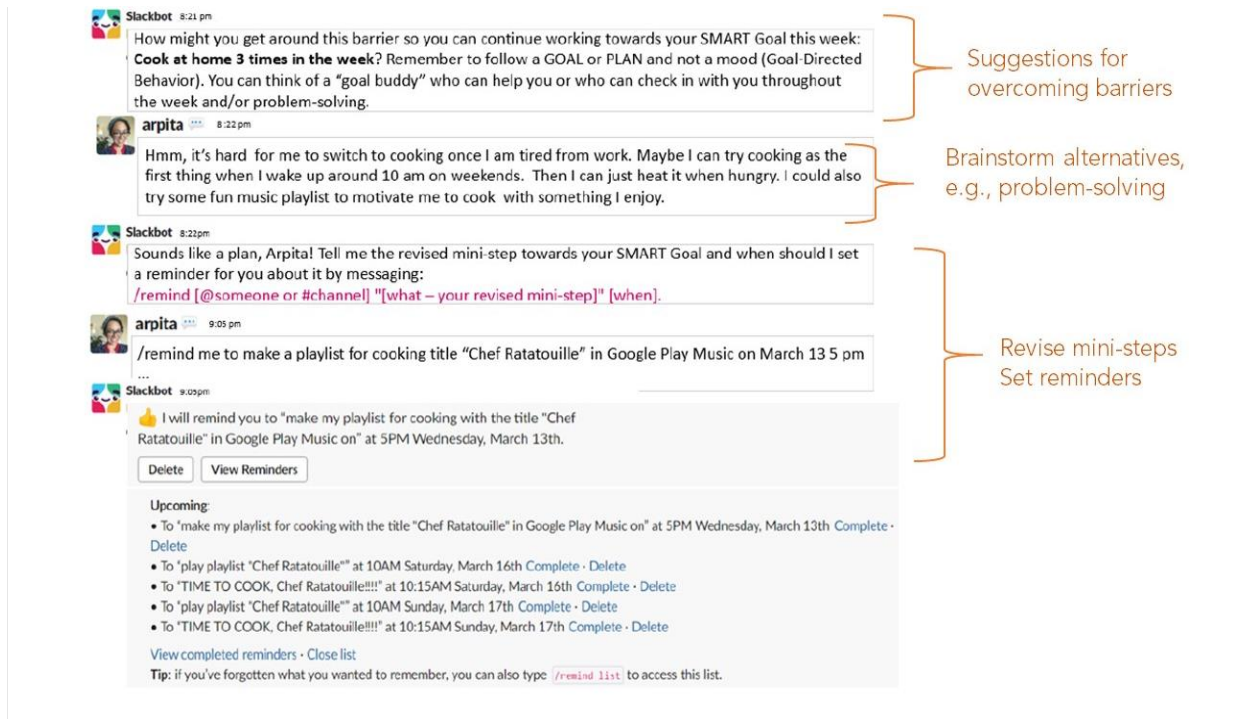 Slackbot 8:21 pm
How might you get around this barrier so you can continue working towards your SMART Goal this week:
Cook at home 3 times in the week? Remember to follow a GOAL or PLAN and not a mood (Goal-Directed
Behavior). You can think of a “goal buddy” who can help you or who can check in with you throughout
the week and/or problem-solving.
Suggestions for
overcoming barriers
arpita 8:22 pm
Hmm, it’s hard for me to switch to cooking once I am tired from work. Maybe I can try cooking as the
first thing when I wake up around 10 am on weekends. Then I can just heat it when hungry. I could also
try some fun music playlist to motivate me to cook with something I enjoy.
Brainstorm alternatives,
e.g., problem-solving
Slackbot 8:22pm
Sounds like a plan, Arpita! Tell me the revised mini-step towards your SMART Goal and when should I set
a reminder for you about it by messaging:
/remind [@someone or #channel] "[what – your revised mini-step]" [when].
arpita 9:05 pm
/remind me to make a playlist for cooking title “Chef Ratatouille” in Google Play Music on March 13 5 pm
...
Revise mini-steps
Set reminders
Slackbot 9:05pm
I will remind you to “make my playlist for cooking with the title "Chef
Ratatouille" in Google Play Music on” at 5PM Wednesday, March 13th.
Delete View Reminders
Upcoming:
• To “make my playlist for cooking with the title "Chef Ratatouille" in Google Play Music on” at 5PM Wednesday, March 13th Complete ·
Delete
• To “play playlist "Chef Ratatouille"” at 10AM Saturday, March 16th Complete · Delete
• To “TIME TO COOK, Chef Ratatouille!!!!” at 10:15AM Saturday, March 16th Complete · Delete
• To “play playlist "Chef Ratatouille"” at 10AM Sunday, March 17th Complete · Delete
• To “TIME TO COOK, Chef Ratatouille!!!!” at 10:15AM Sunday, March 17th Complete · Delete
View completed reminders · Close list
Tip: if you’ve forgotten what you wanted to remember, you can also type /remind list to access this list.